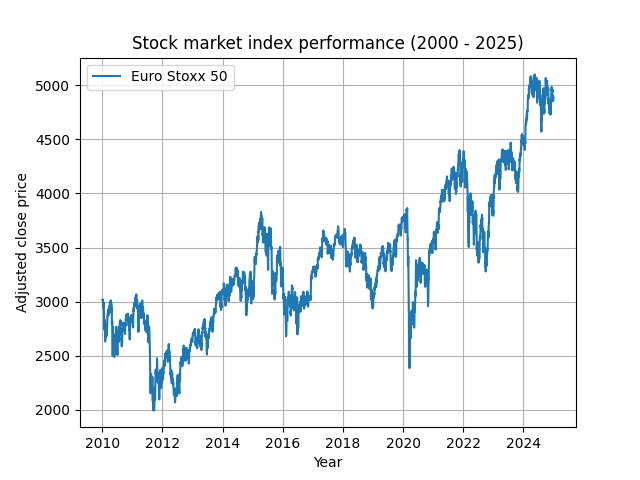 Stock market index performance (2000 - 2025)
Euro Stoxx 50
5000
4500
4000
3500
3000
2500
2000
Adjusted close price
2010 2012 2014 2016 2018 2020 2022 2024
Year